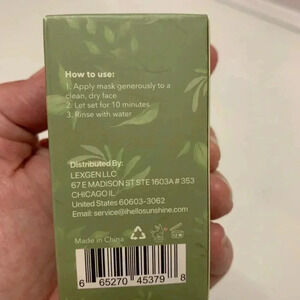 How to use:
1. Apply mask generously to a
clean, dry face
2. Let set for 10 minutes
3. Rinse with water
Distributed By:
LEXGEN LLC
67 E MADISON ST STE 1603A # 353
CHICAGO IL
United States 60603-3062
Email: service@ihellosunshine.com
Made in China
6 65270 45379 8